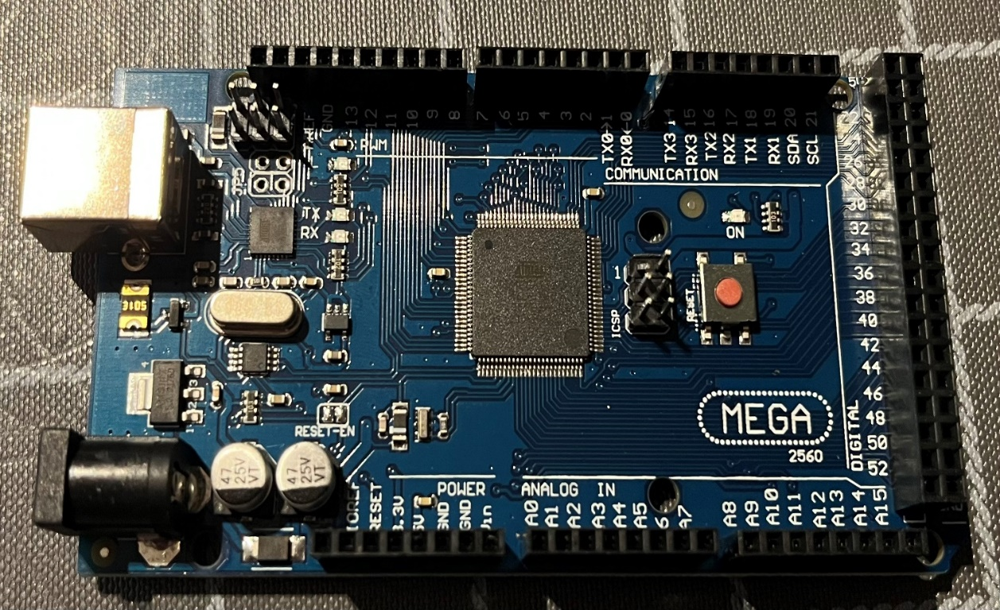 AREF
GND
13
12
11
10
9
8
7
6
5
4
3
2
TX0→1
RX0←0
TX3 14
RX3 15
TX2 16
RX2 17
TX1 18
RX1 19
SDA 20
SCL 21
PWM
COMMUNICATION
5V
22
26
28
30
32
34
36
38
40
42
44
46
48
50
52
DIGITAL
TX
RX
ON
1
ICSP
RESET
RESET-EN
MEGA
2560
47
25V
VT
47
25V
VT
POWER
IOREF
RESET
3.3V
5V
GND
GND
Vin
ANALOG IN
A0
A1
A2
A3
A4
A5
6
A7
A8
A9
A10
A11
A12
A13
A14
A15